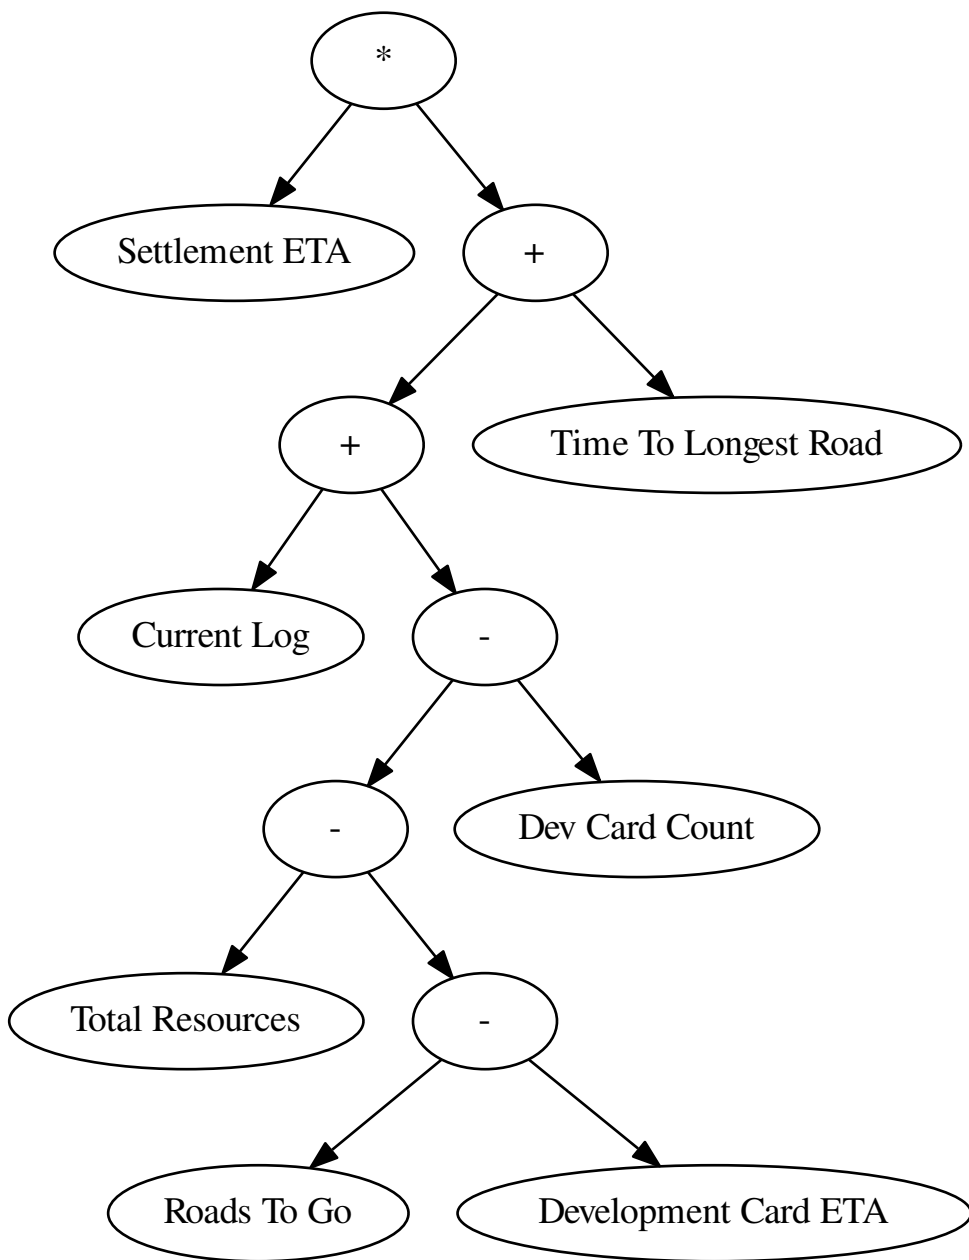 *
Settlement ETA
+
+
Time To Longest Road
Current Log
-
-
Dev Card Count
Total Resources
-
Roads To Go
Development Card ETA